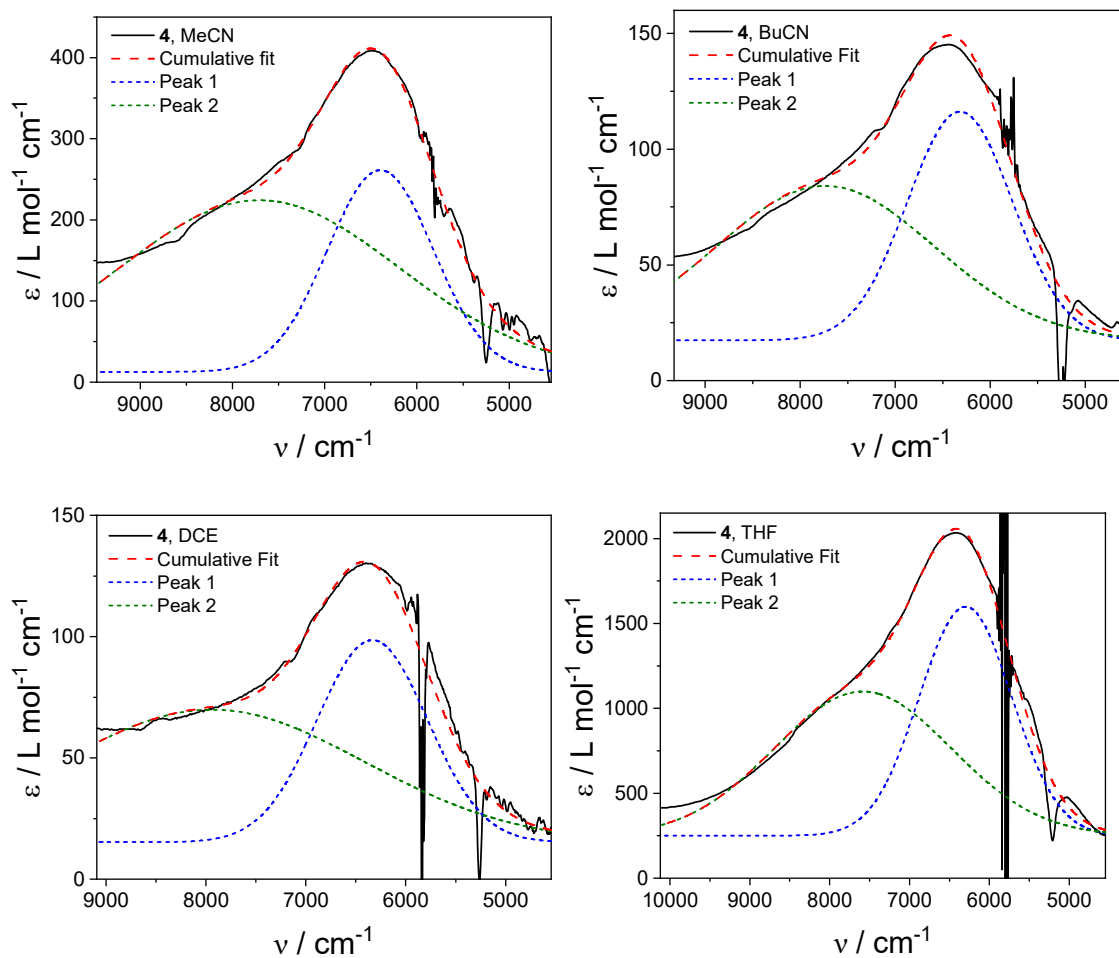 4, MeCN
Cumulative fit
Peak 1
Peak 2
400
300
200
100
0
ε / L mol⁻¹ cm⁻¹
9000 8000 7000 6000 5000
ν / cm⁻¹
4, BuCN
Cumulative Fit
Peak 1
Peak 2
150
100
50
0
ε / L mol⁻¹ cm⁻¹
9000 8000 7000 6000 5000
ν / cm⁻¹
4, DCE
Cumulative Fit
Peak 1
Peak 2
150
100
50
0
ε / L mol⁻¹ cm⁻¹
9000 8000 7000 6000 5000
ν / cm⁻¹
4, THF
Cumulative Fit
Peak 1
Peak 2
2000
1500
1000
500
0
ε / L mol⁻¹ cm⁻¹
10000 9000 8000 7000 6000 5000
ν / cm⁻¹